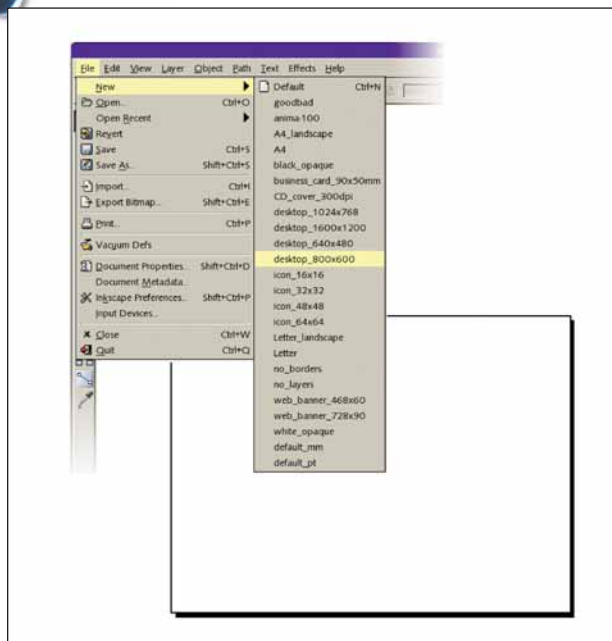 File Edit View Layer Object Path Text Effects Help
New
Open... Ctrl+O
Open Recent
Revert
Save Ctrl+S
Save As... Shift+Ctrl+S
Import... Ctrl+I
Export Bitmap... Shift+Ctrl+E
Print... Ctrl+P
Vacuum Defs
Document Properties... Shift+Ctrl+D
Document Metadata...
Inkscape Preferences... Shift+Ctrl+P
Input Devices...
Close Ctrl+W
Quit Ctrl+Q
Default Ctrl+N
goodbad
anima-100
A4_landscape
A4
black_opaque
business_card_90x50mm
CD_cover_300dpi
desktop_1024x768
desktop_1600x1200
desktop_640x480
desktop_800x600
icon_16x16
icon_32x32
icon_48x48
icon_64x64
Letter_landscape
Letter
no_borders
no_layers
web_banner_468x60
web_banner_728x90
white_opaque
default_mm
default_pt